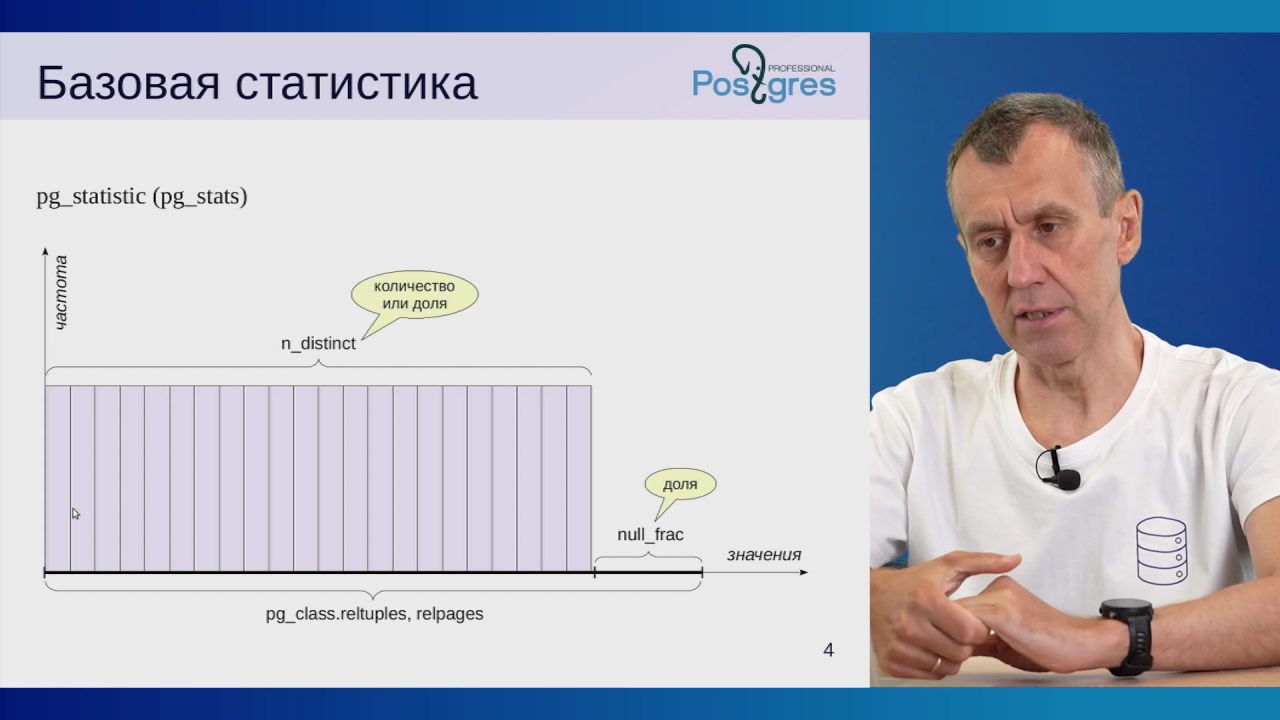 Базовая статистика
PROFESSIONAL
Postgres
pg_statistic (pg_stats)
частота
количество
или доля
n_distinct
доля
null_frac
значения
pg_class.reltuples, relpages
4